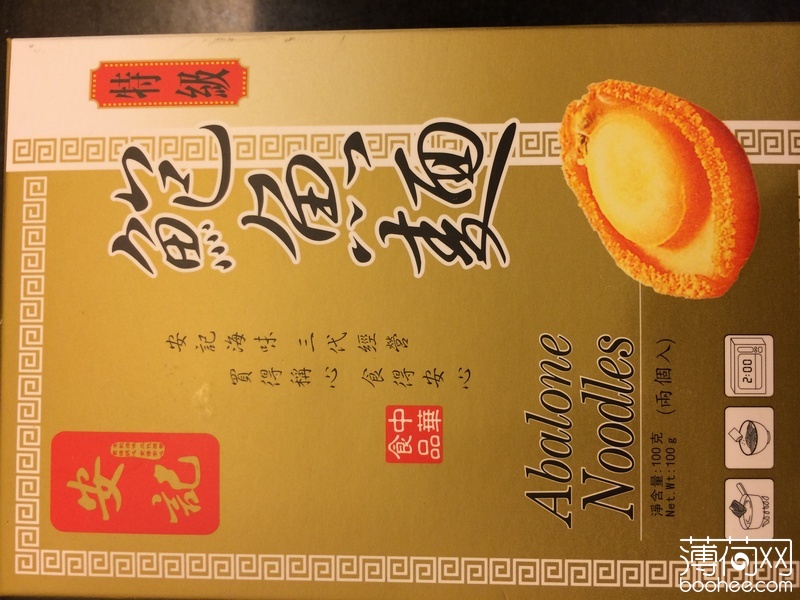 特級
鮑魚麵
安記海味三代經營
買得稱心食得安心
中華
食品
安記
Abalone
Noodles
淨含量:100克 (兩個入)
Net.Wt:100g
2:00
薄荷网
boohee.com